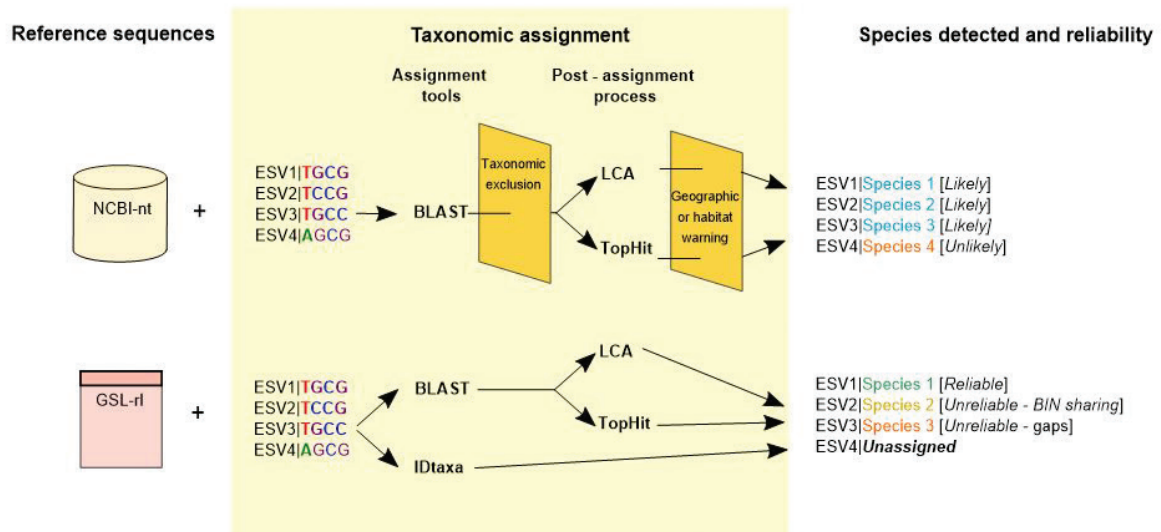 Reference sequences
Taxonomic assignment
Species detected and reliability
Assignment
tools
Post - assignment
process
NCBI-nt
+
ESV1|TGCG
ESV2|TCCG
ESV3|TGCC
ESV4|AGCG
BLAST
Taxonomic
exclusion
LCA
TopHit
Geographic
or habitat
warning
ESV1|Species 1 [Likely]
ESV2|Species 2 [Likely]
ESV3|Species 3 [Likely]
ESV4|Species 4 [Unlikely]
GSL-rl
+
ESV1|TGCG
ESV2|TCCG
ESV3|TGCC
ESV4|AGCG
BLAST
IDtaxa
LCA
TopHit
ESV1|Species 1 [Reliable]
ESV2|Species 2 [Unreliable - BIN sharing]
ESV3|Species 3 [Unreliable - gaps]
ESV4|Unassigned